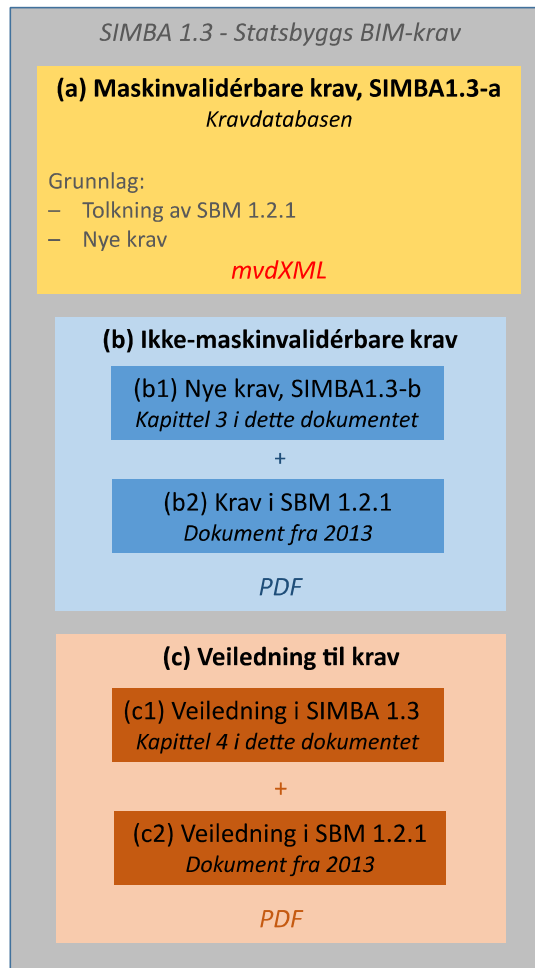 SIMBA 1.3 - Statsbyggs BIM-krav
(a) Maskinvalidérbare krav, SIMBA1.3-a
Kravdatabasen
Grunnlag:
– Tolkning av SBM 1.2.1
– Nye krav
mvdXML
(b) Ikke-maskinvalidérbare krav
(b1) Nye krav, SIMBA1.3-b
Kapittel 3 i dette dokumentet
+
(b2) Krav i SBM 1.2.1
Dokument fra 2013
PDF
(c) Veiledning til krav
(c1) Veiledning i SIMBA 1.3
Kapittel 4 i dette dokumentet
+
(c2) Veiledning i SBM 1.2.1
Dokument fra 2013
PDF